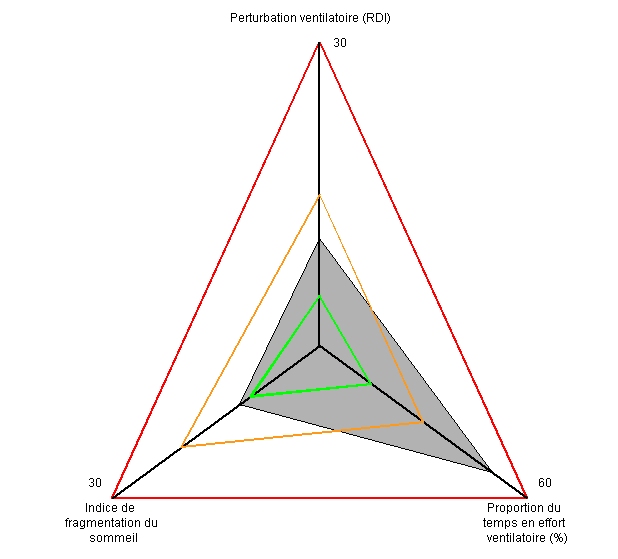 Perturbation ventilatoire (RDI)
30
30
60
Indice de
fragmentation du
sommeil
Proportion du
temps en effort
ventilatoire (%)